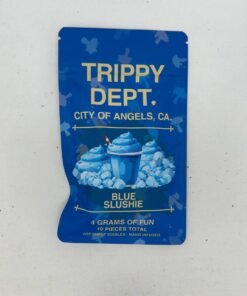 TRIPPY
DEPT.
CITY OF ANGELS, CA.
BLUE
SLUSHIE
4 GRAMS OF FUN
10 PIECES TOTAL